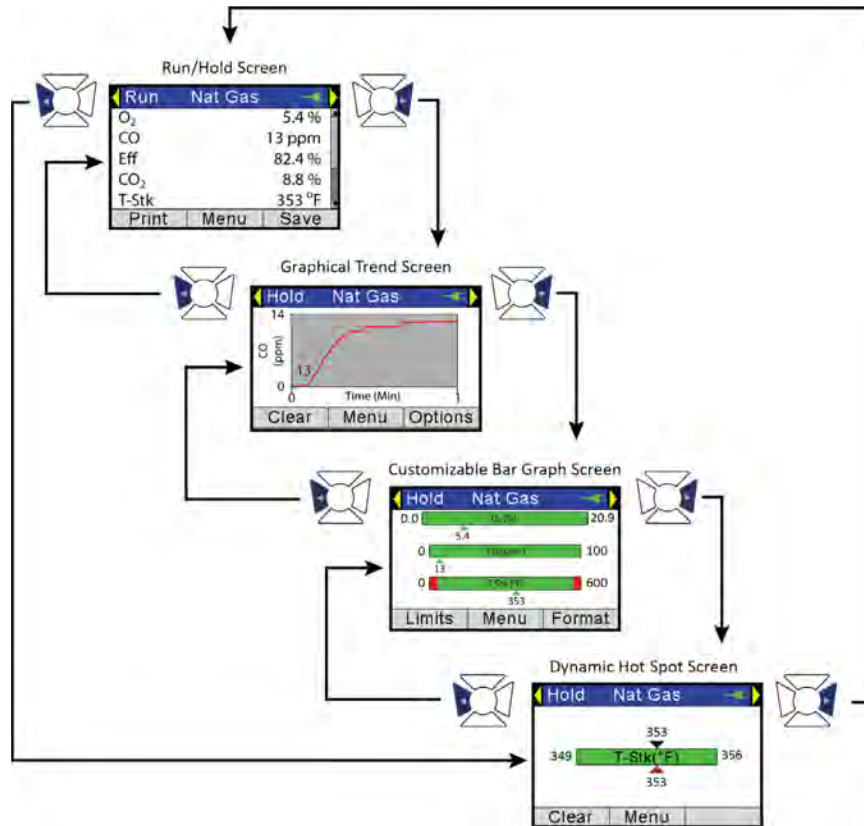 Run/Hold Screen
Run Nat Gas
O₂ 5.4 %
CO 13 ppm
Eff 82.4 %
CO₂ 8.8 %
T-Stk 353 °F
Print Menu Save
Graphical Trend Screen
Hold Nat Gas
14
CO (ppm)
13
0
0 Time (Min) 1
Clear Menu Options
Customizable Bar Graph Screen
Hold Nat Gas
0.0 20.9
5.4
0 100
13
0 600
353
Limits Menu Format
Dynamic Hot Spot Screen
Hold Nat Gas
353
349 T-Stk(°F) 356
353
Clear Menu